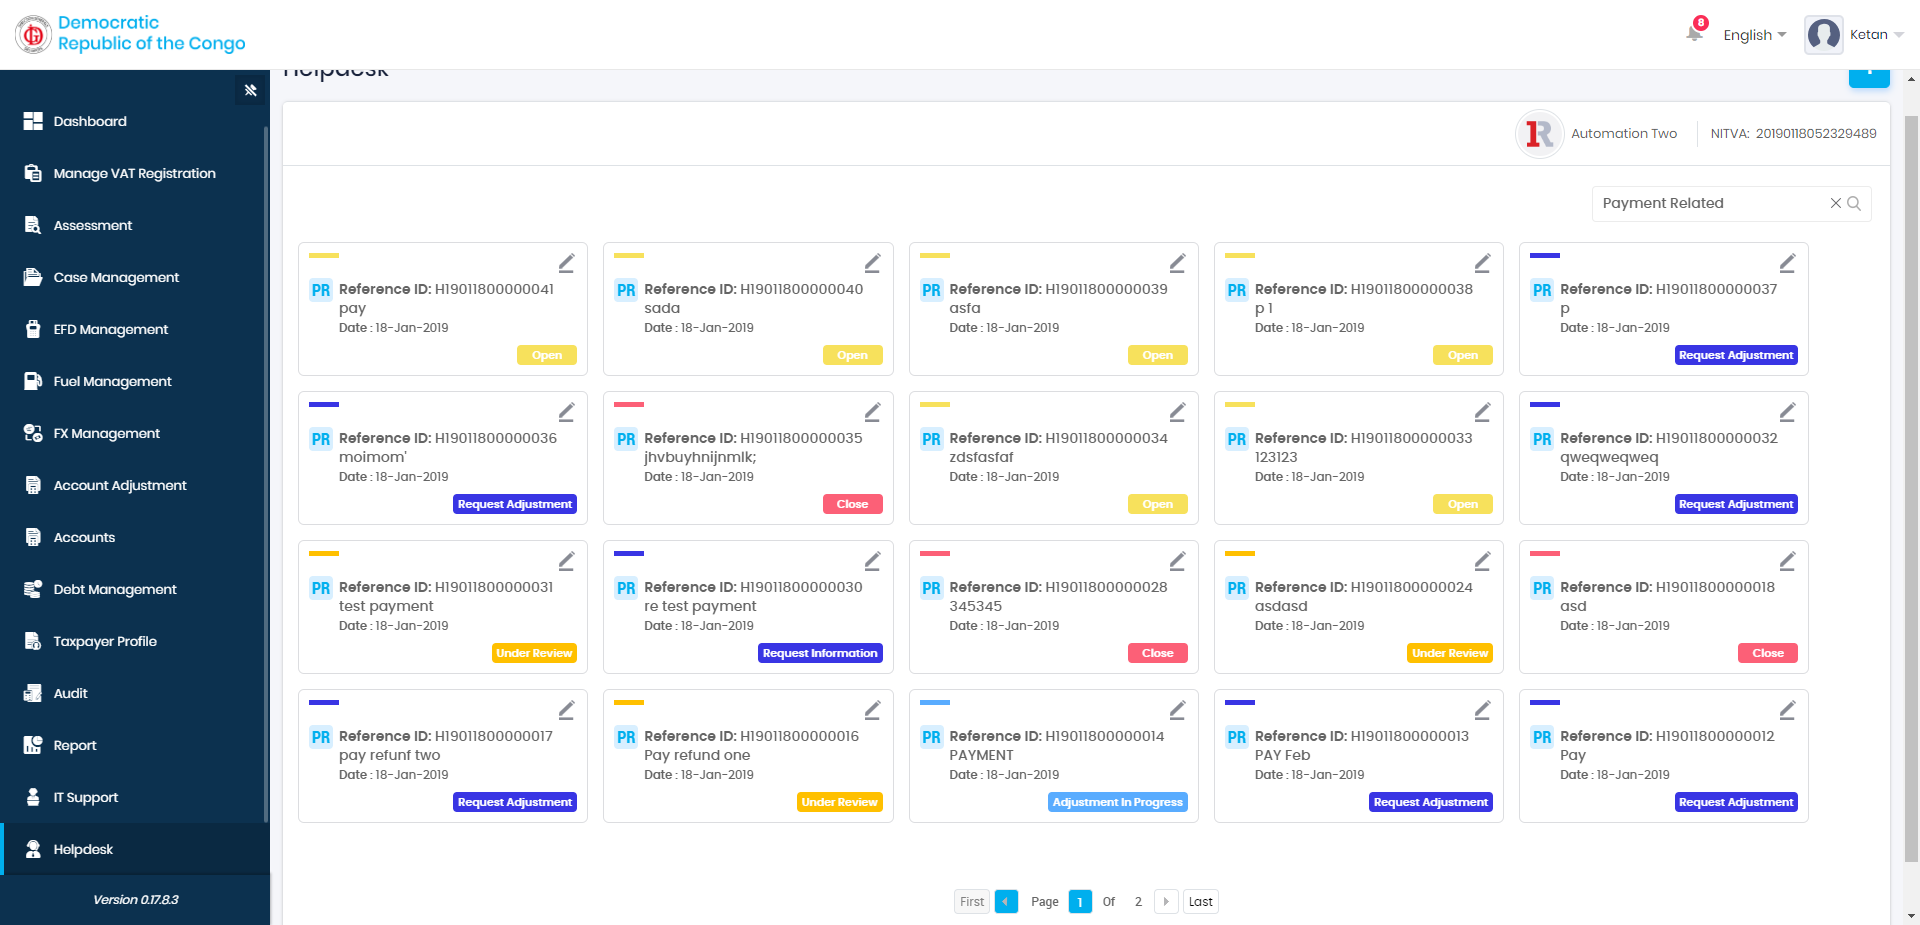 Democratic
Republic of the Congo
8
English
Ketan
Helpdesk
Dashboard
Manage VAT Registration
Assessment
Case Management
EFD Management
Fuel Management
FX Management
Account Adjustment
Accounts
Debt Management
Taxpayer Profile
Audit
Report
IT Support
Helpdesk
Version 0.17.8.3
Automation Two
NITVA: 20190118052329489
Payment Related
PR Reference ID: H19011800000041
pay
Date : 18-Jan-2019
Open
PR Reference ID: H19011800000040
sada
Date : 18-Jan-2019
Open
PR Reference ID: H19011800000039
asfa
Date : 18-Jan-2019
Open
PR Reference ID: H19011800000038
p 1
Date : 18-Jan-2019
Open
PR Reference ID: H19011800000037
p
Date : 18-Jan-2019
Request Adjustment
PR Reference ID: H19011800000036
moimom'
Date : 18-Jan-2019
Request Adjustment
PR Reference ID: H19011800000035
jhvbuyhnijnmlk;
Date : 18-Jan-2019
Close
PR Reference ID: H19011800000034
zdsfasfaf
Date : 18-Jan-2019
Open
PR Reference ID: H19011800000033
123123
Date : 18-Jan-2019
Open
PR Reference ID: H19011800000032
qweqweqweq
Date : 18-Jan-2019
Request Adjustment
PR Reference ID: H19011800000031
test payment
Date : 18-Jan-2019
Under Review
PR Reference ID: H19011800000030
re test payment
Date : 18-Jan-2019
Request Information
PR Reference ID: H19011800000028
345345
Date : 18-Jan-2019
Close
PR Reference ID: H19011800000024
asdasd
Date : 18-Jan-2019
Under Review
PR Reference ID: H19011800000018
asd
Date : 18-Jan-2019
Close
PR Reference ID: H19011800000017
pay refunf two
Date : 18-Jan-2019
Request Adjustment
PR Reference ID: H19011800000016
Pay refund one
Date : 18-Jan-2019
Under Review
PR Reference ID: H19011800000014
PAYMENT
Date : 18-Jan-2019
Adjustment In Progress
PR Reference ID: H19011800000013
PAY Feb
Date : 18-Jan-2019
Request Adjustment
PR Reference ID: H19011800000012
Pay
Date : 18-Jan-2019
Request Adjustment
First Page 1 Of 2 Last